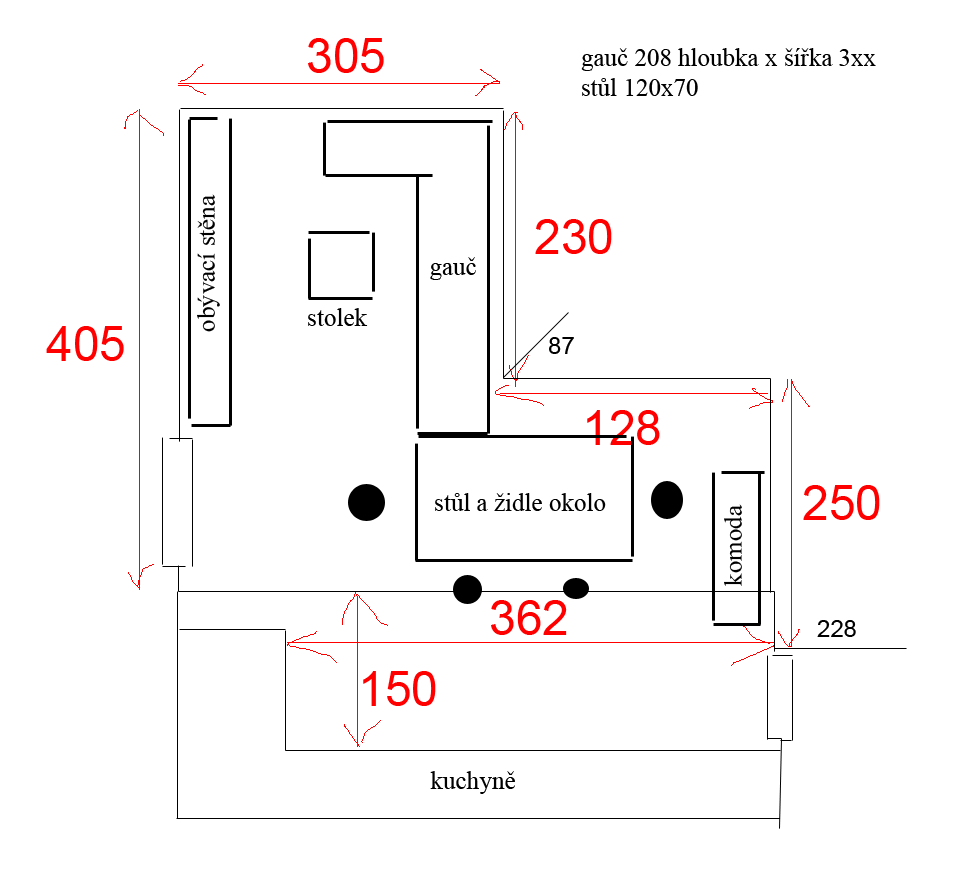 305
gauč 208 hloubka x šířka 3xx
stůl 120x70
obývací stěna
230
gauč
stolek
405
87
128
stůl a židle okolo
250
komoda
362
228
150
kuchyně